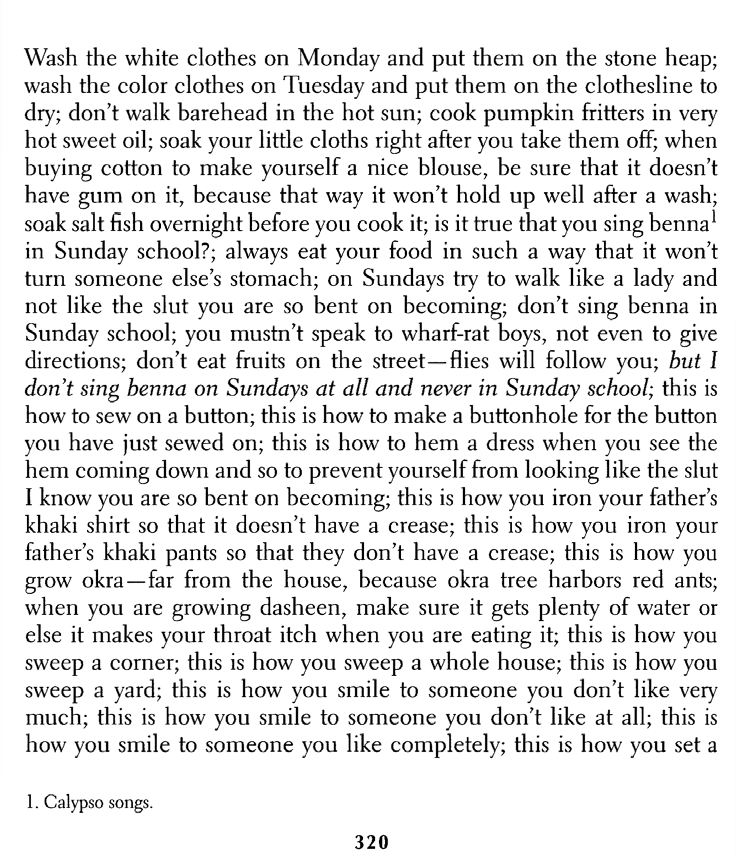 Wash the white clothes on Monday and put them on the stone heap;
wash the color clothes on Tuesday and put them on the clothesline to
dry; don't walk barehead in the hot sun; cook pumpkin fritters in very
hot sweet oil; soak your little cloths right after you take them off; when
buying cotton to make yourself a nice blouse, be sure that it doesn't
have gum on it, because that way it won't hold up well after a wash;
soak salt fish overnight before you cook it; is it true that you sing benna1
in Sunday school?; always eat your food in such a way that it won't
turn someone else's stomach; on Sundays try to walk like a lady and
not like the slut you are so bent on becoming; don't sing benna in
Sunday school; you mustn't speak to wharf-rat boys, not even to give
directions; don't eat fruits on the street—flies will follow you; but I
don't sing benna on Sundays at all and never in Sunday school; this is
how to sew on a button; this is how to make a buttonhole for the button
you have just sewed on; this is how to hem a dress when you see the
hem coming down and so to prevent yourself from looking like the slut
I know you are so bent on becoming; this is how you iron your father's
khaki shirt so that it doesn't have a crease; this is how you iron your
father's khaki pants so that they don't have a crease; this is how you
grow okra—far from the house, because okra tree harbors red ants;
when you are growing dasheen, make sure it gets plenty of water or
else it makes your throat itch when you are eating it; this is how you
sweep a corner; this is how you sweep a whole house; this is how you
sweep a yard; this is how you smile to someone you don't like very
much; this is how you smile to someone you don't like at all; this is
how you smile to someone you like completely; this is how you set a
1. Calypso songs.
320